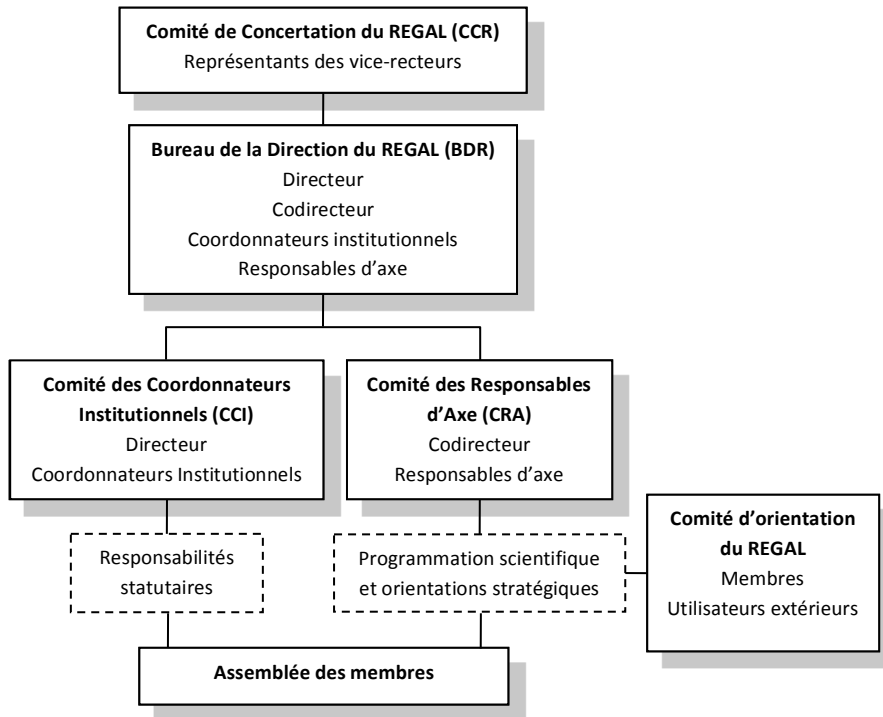 Comité de Concertation du REGAL (CCR)
Représentants des vice-recteurs
Bureau de la Direction du REGAL (BDR)
Directeur
Codirecteur
Coordonnateurs institutionnels
Responsables d'axe
Comité des Coordonnateurs
Institutionnels (CCI)
Directeur
Coordonnateurs Institutionnels
Comité des Responsables
d'Axe (CRA)
Codirecteur
Responsables d'axe
Responsabilités
statutaires
Programmation scientifique
et orientations stratégiques
Comité d'orientation
du REGAL
Membres
Utilisateurs extérieurs
Assemblée des membres